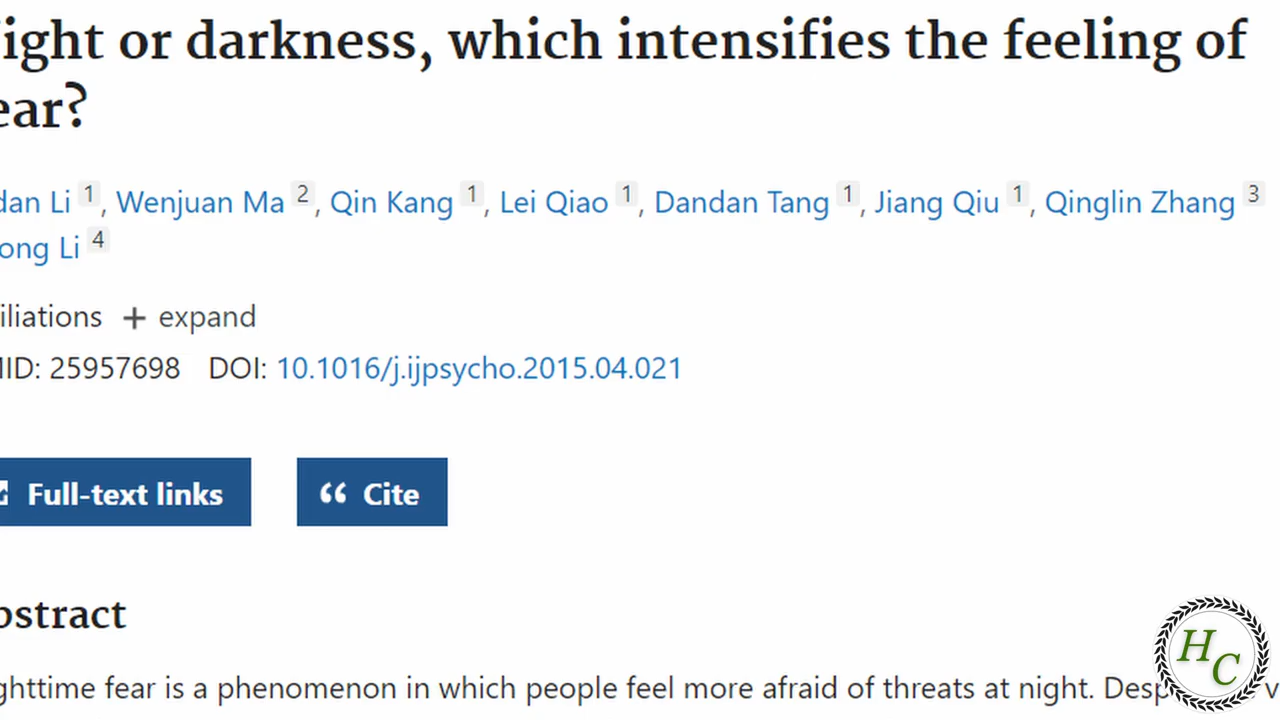 ight or darkness, which intensifies the feeling of
ear?
dan Li 1, Wenjuan Ma 2, Qin Kang 1, Lei Qiao 1, Dandan Tang 1, Jiang Qiu 1, Qinglin Zhang 3
ong Li 4
iliations + expand
MID: 25957698 DOI: 10.1016/j.ijpsycho.2015.04.021
Full-text links “ Cite
bstract
ghttime fear is a phenomenon in which people feel more afraid of threats at night. Desp
HC